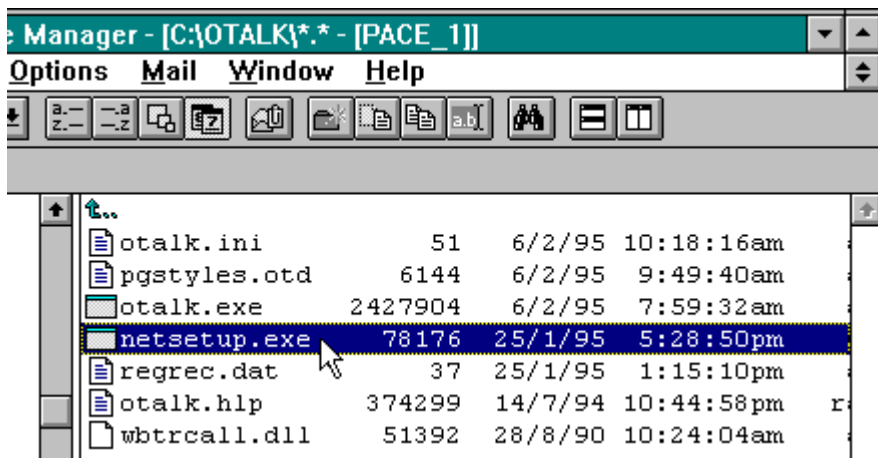 e Manager - [C:\OTALK\*.* - [PACE_1]]
Options Mail Window Help
a.— z.— —.a —.z a.b
t..
otalk.ini 51 6/2/95 10:18:16am
pgstyles.otd 6144 6/2/95 9:49:40am
otalk.exe 2427904 6/2/95 7:59:32am
netsetup.exe 78176 25/1/95 5:28:50pm
regrec.dat 37 25/1/95 1:15:10pm
otalk.hlp 374299 14/7/94 10:44:58pm r
wbtrcall.dll 51392 28/8/90 10:24:04am